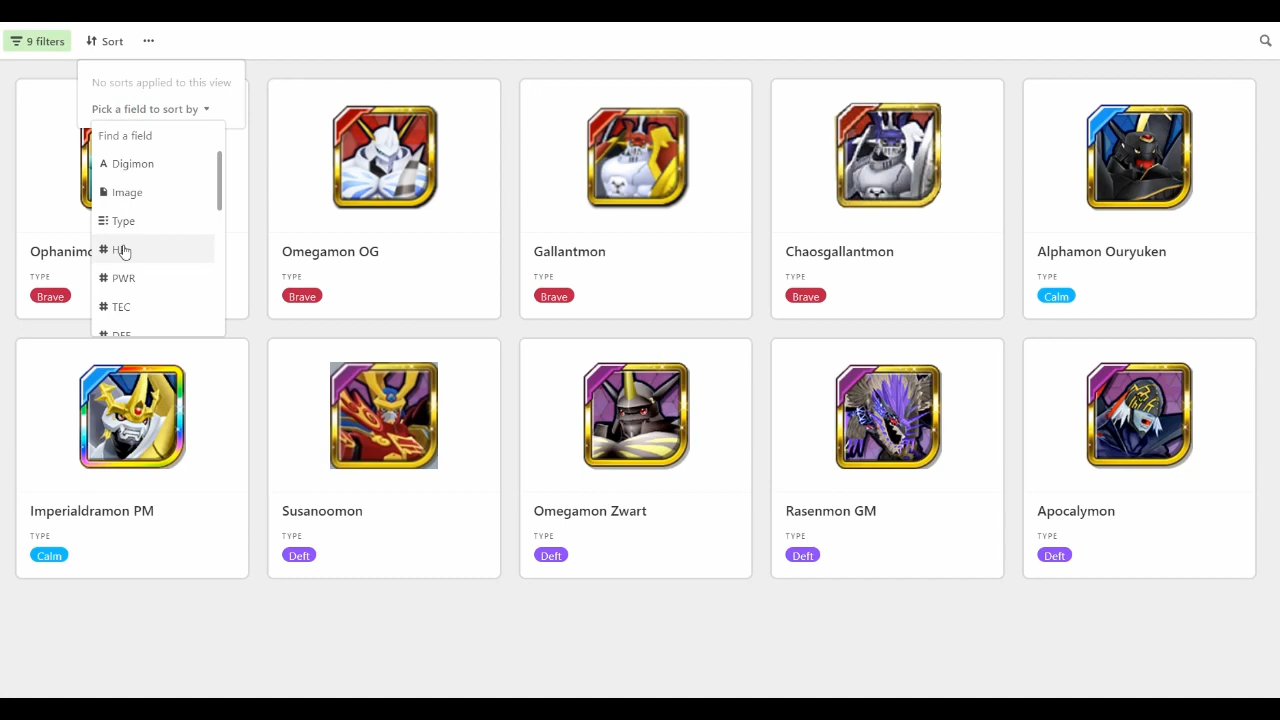 9 filters
Sort
No sorts applied to this view
Pick a field to sort by
Find a field
Digimon
Image
Type
PWR
TEC
Omegamon OG
TYPE
Brave
Gallantmon
TYPE
Brave
Chaosgallantmon
TYPE
Brave
Alphamon Ouryuken
TYPE
Calm
TYPE
Brave
Imperialdramon PM
TYPE
Calm
Susanoomon
TYPE
Deft
Omegamon Zwart
TYPE
Deft
Rasenmon GM
TYPE
Deft
Apocalymon
TYPE
Deft